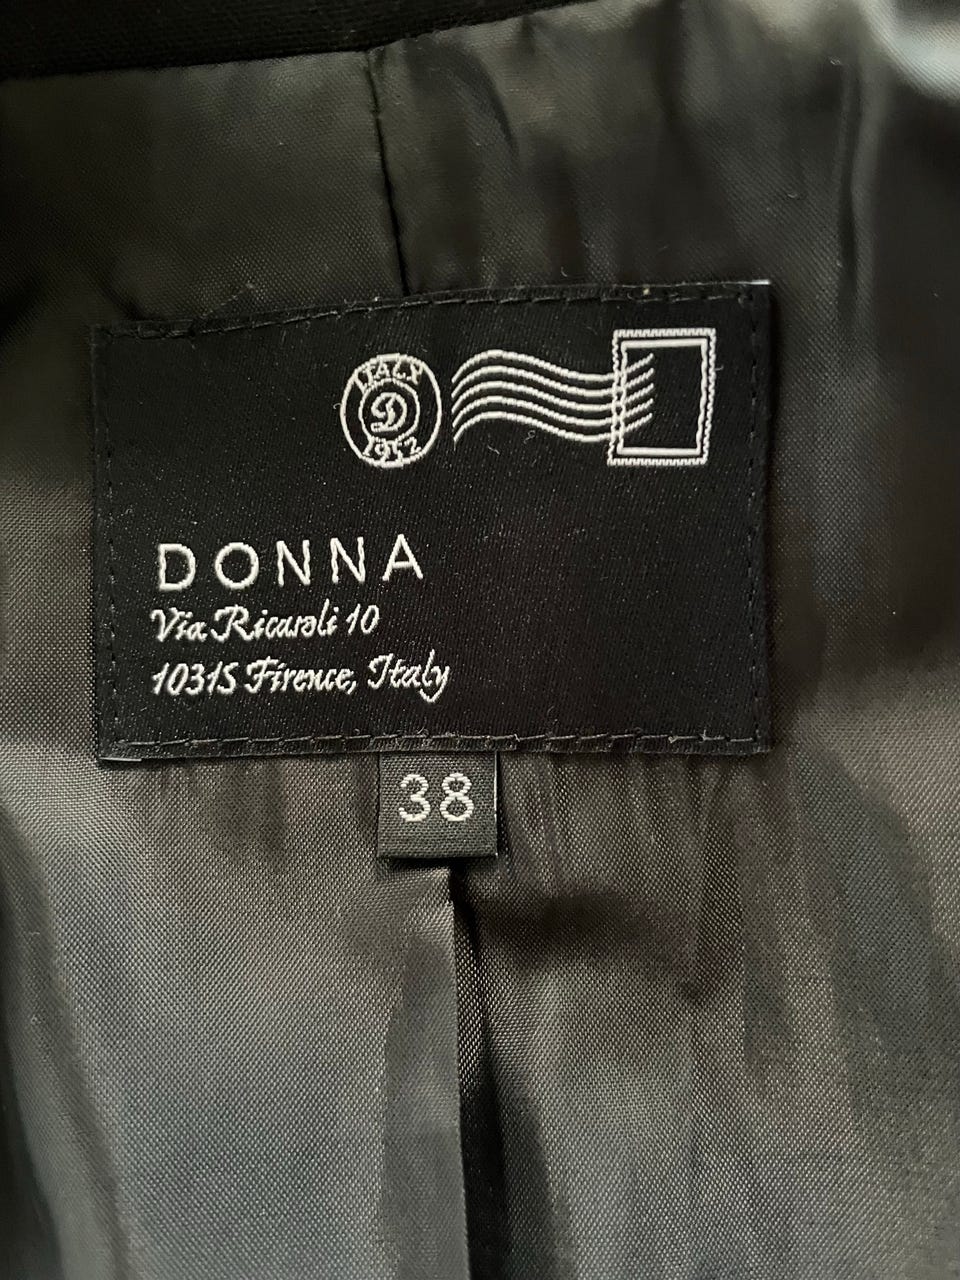 ITALY
D
1952
DONNA
Via Ricasoli 10
10315 Firence, Italy
38